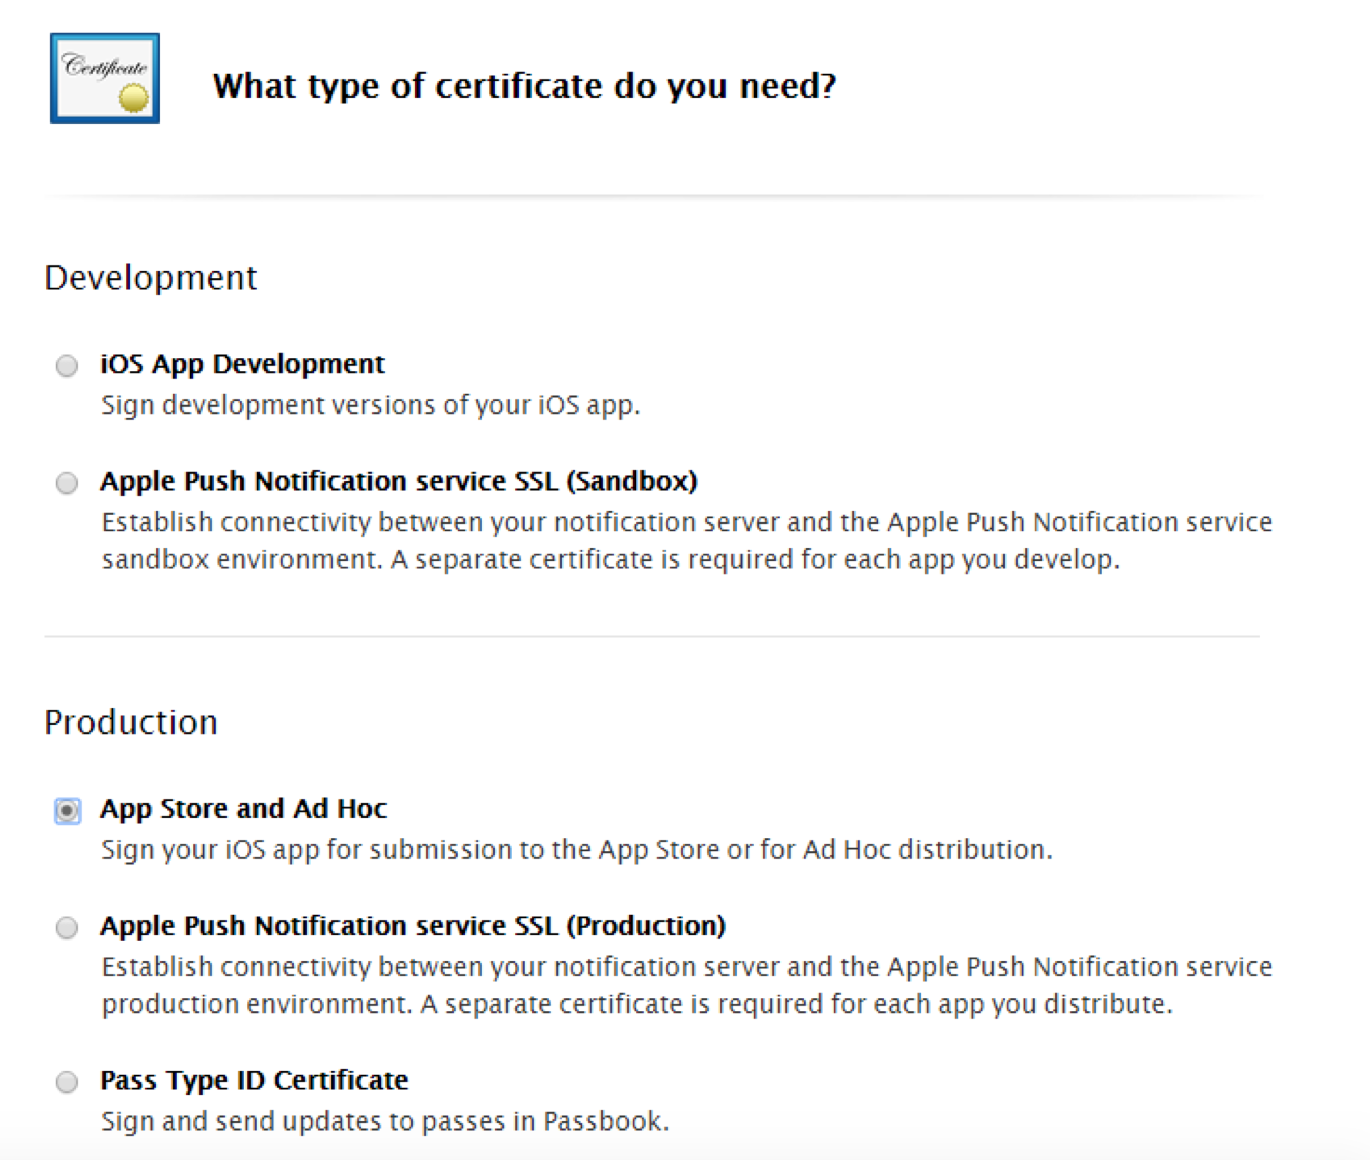 Certificate
What type of certificate do you need?
Development
iOS App Development
Sign development versions of your iOS app.
Apple Push Notification service SSL (Sandbox)
Establish connectivity between your notification server and the Apple Push Notification service
sandbox environment. A separate certificate is required for each app you develop.
Production
App Store and Ad Hoc
Sign your iOS app for submission to the App Store or for Ad Hoc distribution.
Apple Push Notification service SSL (Production)
Establish connectivity between your notification server and the Apple Push Notification service
production environment. A separate certificate is required for each app you distribute.
Pass Type ID Certificate
Sign and send updates to passes in Passbook.